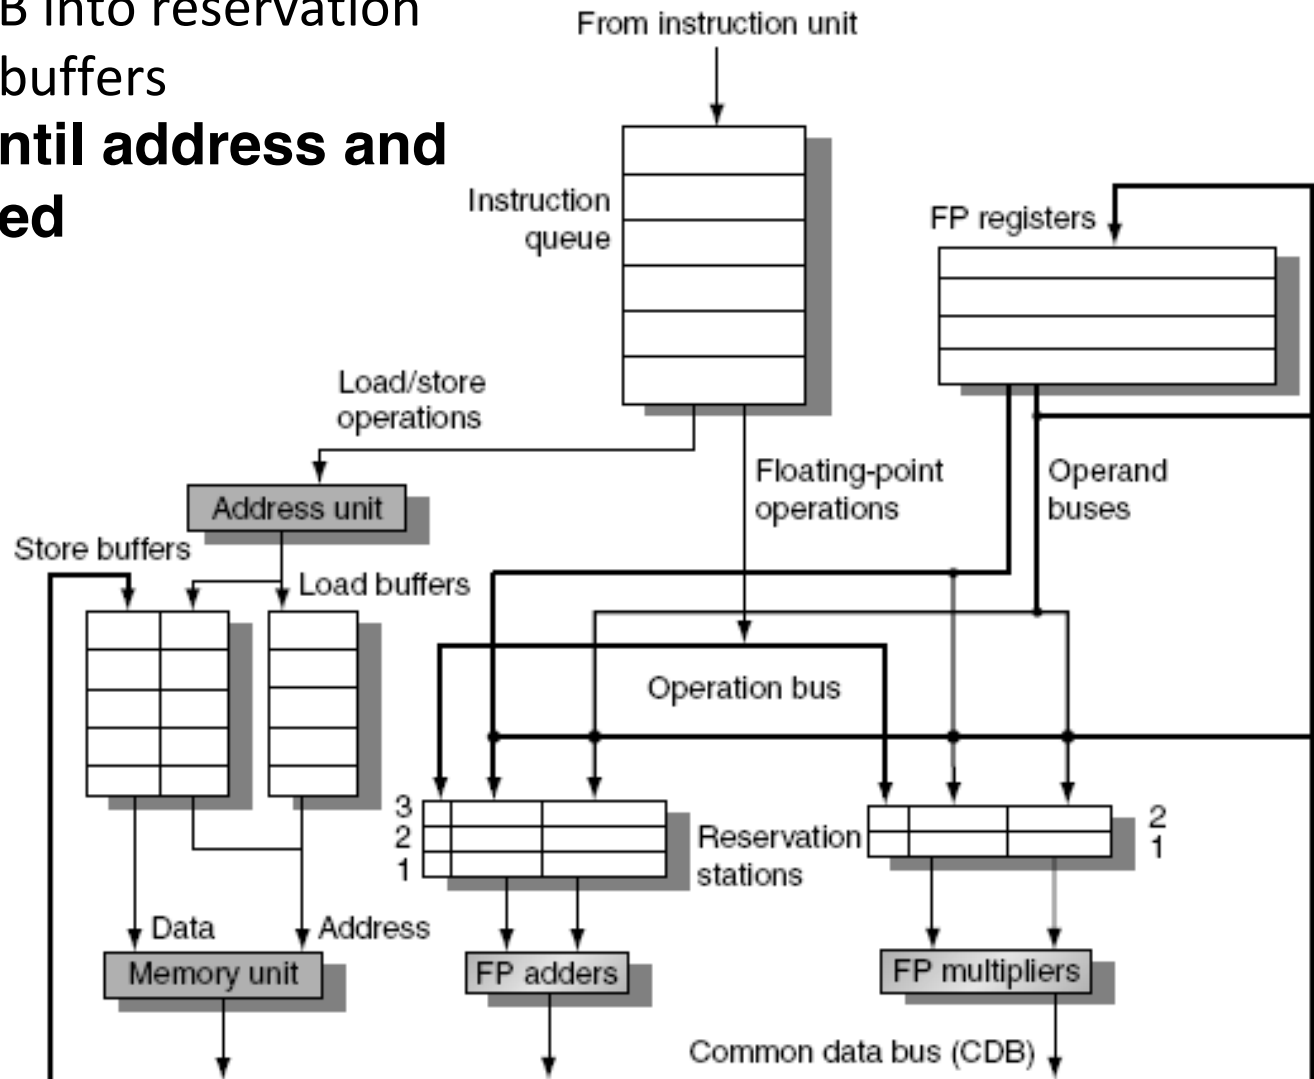 B into reservation
buffers
ntil address and
ed
From instruction unit
Instruction
queue
FP registers
Load/store
operations
Floating-point
operations
Operand
buses
Address unit
Store buffers
Load buffers
Operation bus
3
2
1
Reservation
stations
2
1
Data
Address
Memory unit
FP adders
FP multipliers
Common data bus (CDB)